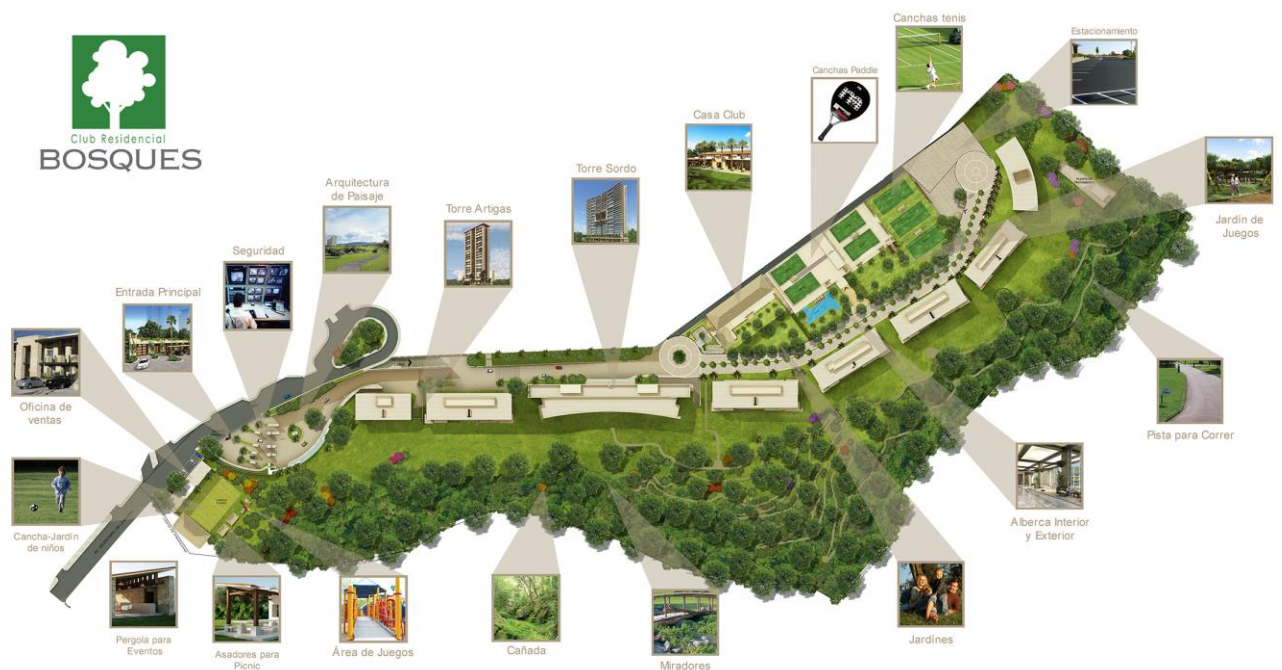 Club Residencial
BOSQUES
Canchas tenis
Estacionamiento
Canchas Paddle
Casa Club
Torre Sordo
Arquitectura
de Paisaje
Torre Artigas
Seguridad
Entrada Principal
Jardín de
Juegos
Oficina de
ventas
Pista para Correr
Cancha-Jardín
de niños
Alberca Interior
y Exterior
Pergola para
Eventos
Asadores para
Picnic
Área de Juegos
Cañada
Miradores
Jardínes